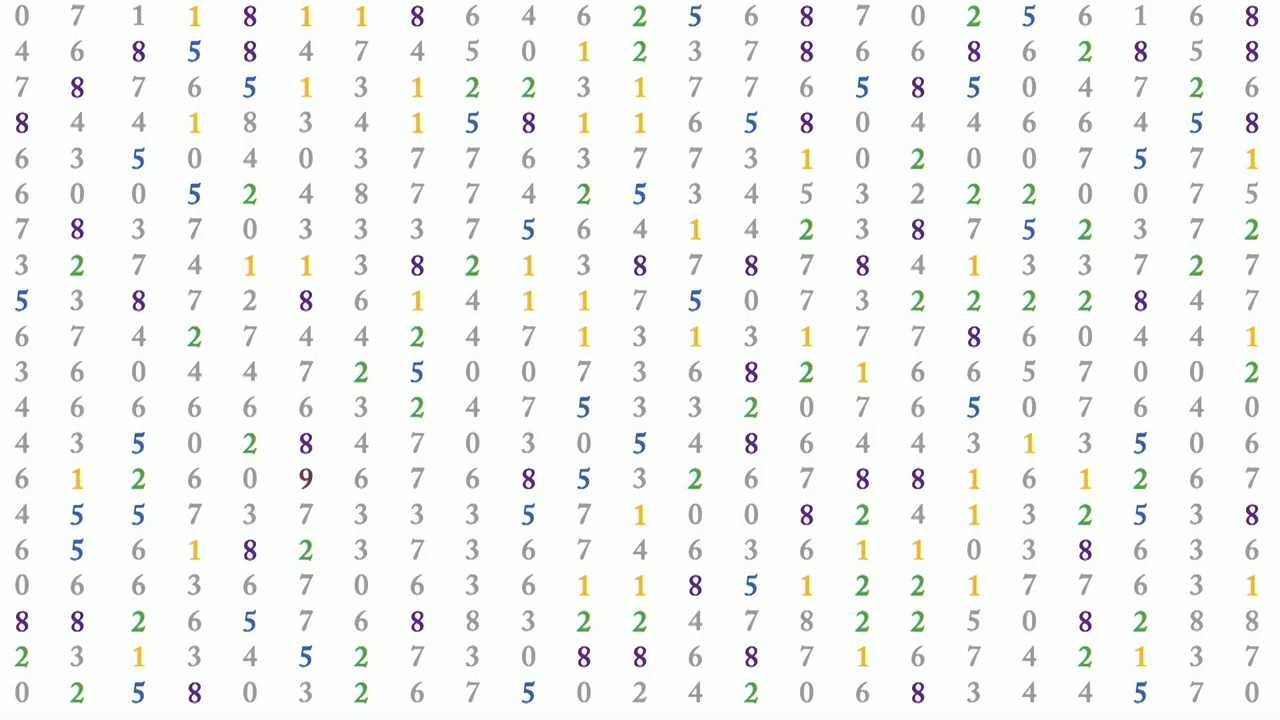 0 7 1 1 8 1 1 8 6 4 6 2 5 6 8 7 0 2 5 6 1 6 8
4 6 8 5 8 4 7 4 5 0 1 2 3 7 8 6 6 8 6 2 8 5 8
7 8 7 6 5 1 3 1 2 2 3 1 7 7 6 5 8 5 0 4 7 2 6
8 4 4 1 8 3 4 1 5 8 1 1 6 5 8 0 4 4 6 6 4 5 8
6 3 5 0 4 0 3 7 7 6 3 7 7 3 1 0 2 0 0 7 5 7 1
6 0 0 5 2 4 8 7 7 4 2 5 3 4 5 3 2 2 2 0 0 7 5
7 8 3 7 0 3 3 3 7 5 6 4 1 4 2 3 8 7 5 2 3 7 2
3 2 7 4 1 1 3 8 2 1 3 8 7 8 7 8 4 1 3 3 7 2 7
5 3 8 7 2 8 6 1 4 1 1 7 5 0 7 3 2 2 2 2 8 4 7
6 7 4 2 7 4 4 2 4 7 1 3 1 3 1 7 7 8 6 0 4 4 1
3 6 0 4 4 7 2 5 0 0 7 3 6 8 2 1 6 6 5 7 0 0 2
4 6 6 6 6 6 3 2 4 7 5 3 3 2 0 7 6 5 0 7 6 4 0
4 3 5 0 2 8 4 7 0 3 0 5 4 8 6 4 4 3 1 3 5 0 6
6 1 2 6 0 9 6 7 6 8 5 3 2 6 7 8 8 1 6 1 2 6 7
4 5 5 7 3 7 3 3 3 5 7 1 0 0 8 2 4 1 3 2 5 3 8
6 5 6 1 8 2 3 7 3 6 7 4 6 3 6 1 1 0 3 8 6 3 6
0 6 6 3 6 7 0 6 3 6 1 1 8 5 1 2 2 1 7 7 6 3 1
8 8 2 6 5 7 6 8 8 3 2 2 4 7 8 2 2 5 0 8 2 8 8
2 3 1 3 4 5 2 7 3 0 8 8 6 8 7 1 6 7 4 2 1 3 7
0 2 5 8 0 3 2 6 7 5 0 2 4 2 0 6 8 3 4 4 5 7 0